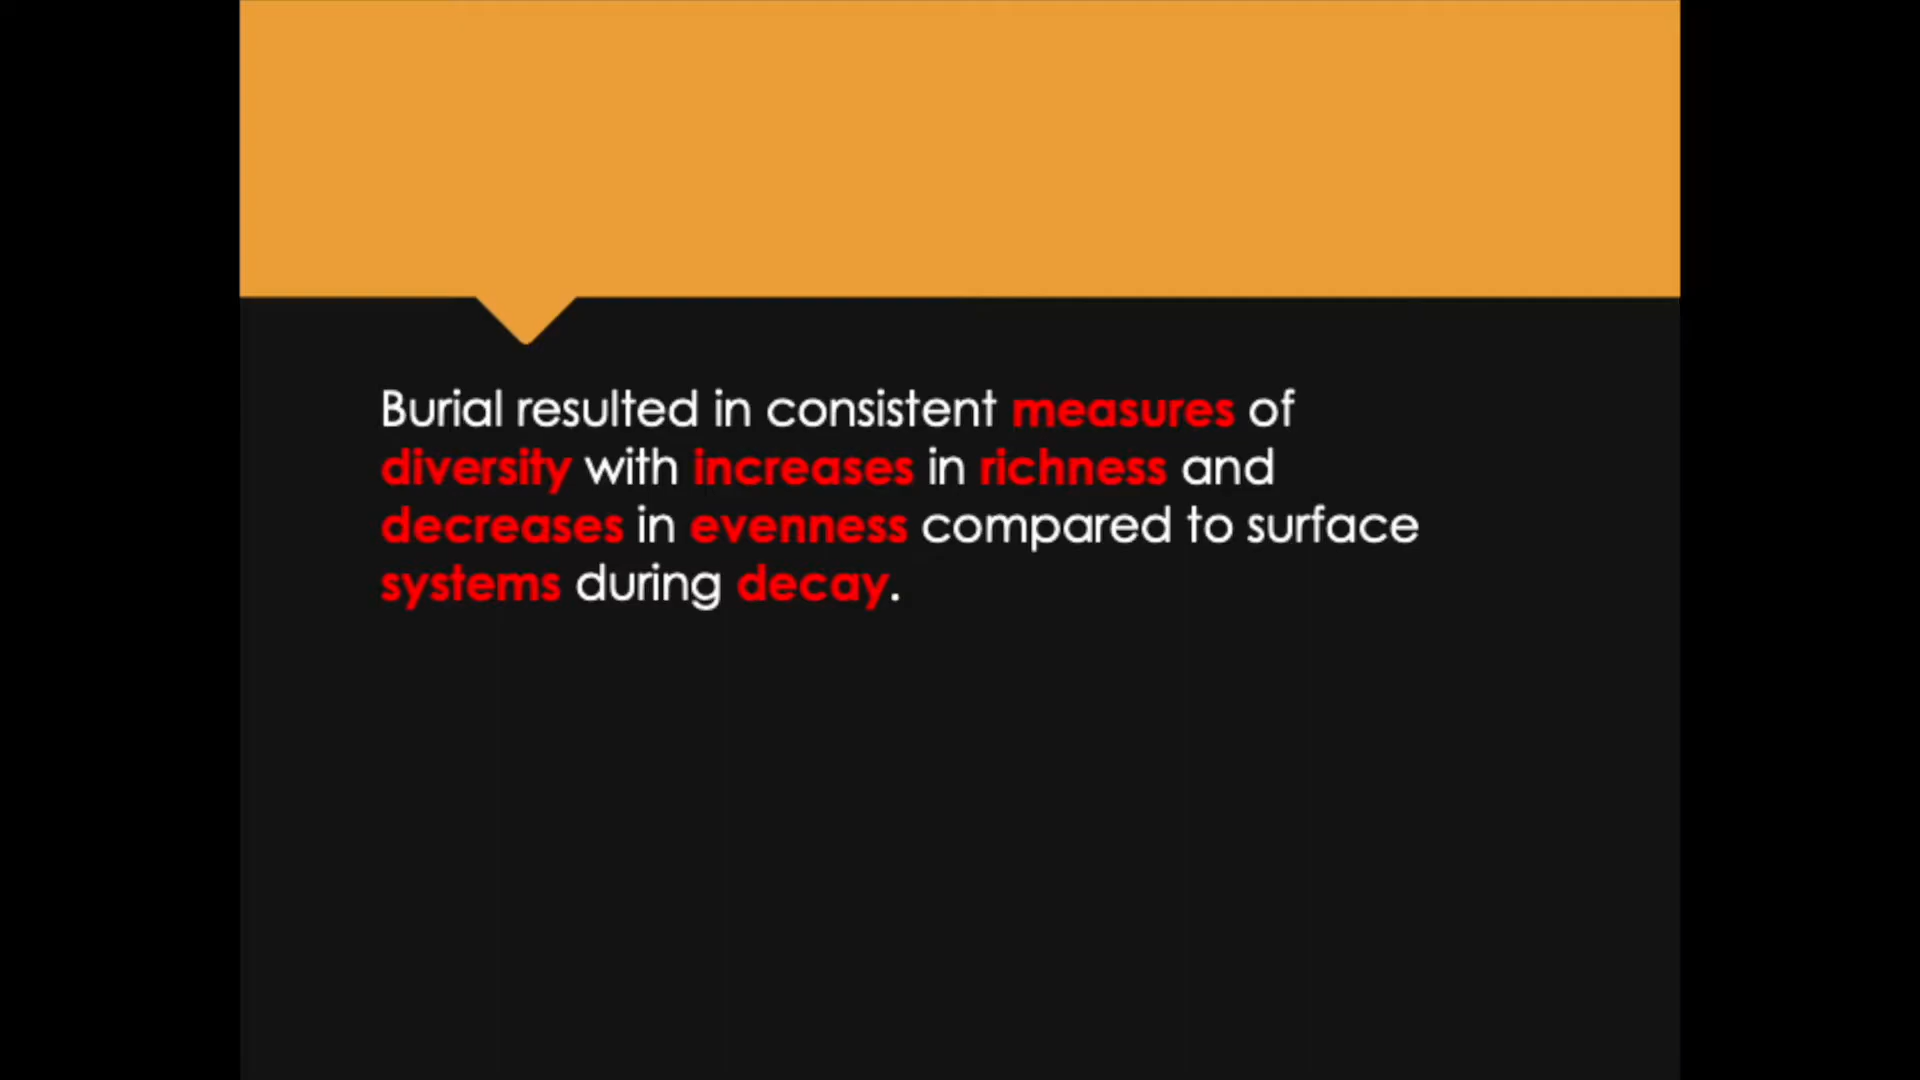 Burial resulted in consistent measures of
diversity with increases in richness and
decreases in evenness compared to surface
systems during decay.